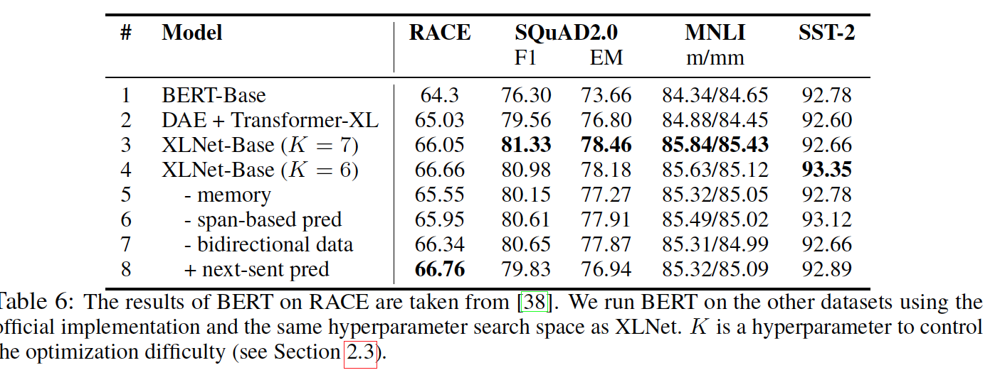 # Model RACE SQuAD2.0 MNLI SST-2
F1 EM m/mm
1 BERT-Base 64.3 76.30 73.66 84.34/84.65 92.78
2 DAE + Transformer-XL 65.03 79.56 76.80 84.88/84.45 92.60
3 XLNet-Base (K = 7) 66.05 81.33 78.46 85.84/85.43 92.66
4 XLNet-Base (K = 6) 66.66 80.98 78.18 85.63/85.12 93.35
5 - memory 65.55 80.15 77.27 85.32/85.05 92.78
6 - span-based pred 65.95 80.61 77.91 85.49/85.02 93.12
7 - bidirectional data 66.34 80.65 77.87 85.31/84.99 92.66
8 + next-sent pred 66.76 79.83 76.94 85.32/85.09 92.89
Table 6: The results of BERT on RACE are taken from [38]. We run BERT on the other datasets using the
official implementation and the same hyperparameter search space as XLNet. K is a hyperparameter to control
the optimization difficulty (see Section 2.3).